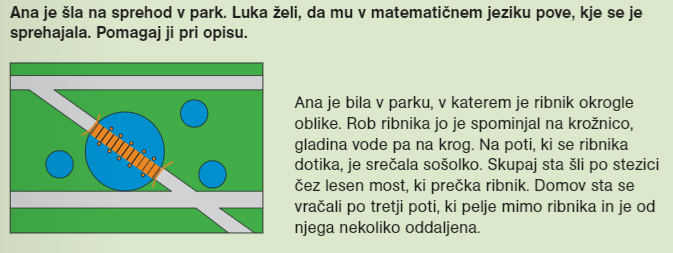 Ana je šla na sprehod v park. Luka želi, da mu v matematičnem jeziku pove, kje se je
sprehajala. Pomagaj ji pri opisu.
Ana je bila v parku, v katerem je ribnik okrogle
oblike. Rob ribnika jo je spominjal na krožnico,
gladina vode pa na krog. Na poti, ki se ribnika
dotika, je srečala sošolko. Skupaj sta šli po stezici
čez lesen most, ki prečka ribnik. Domov sta se
vračali po tretji poti, ki pelje mimo ribnika in je od
njega nekoliko oddaljena.